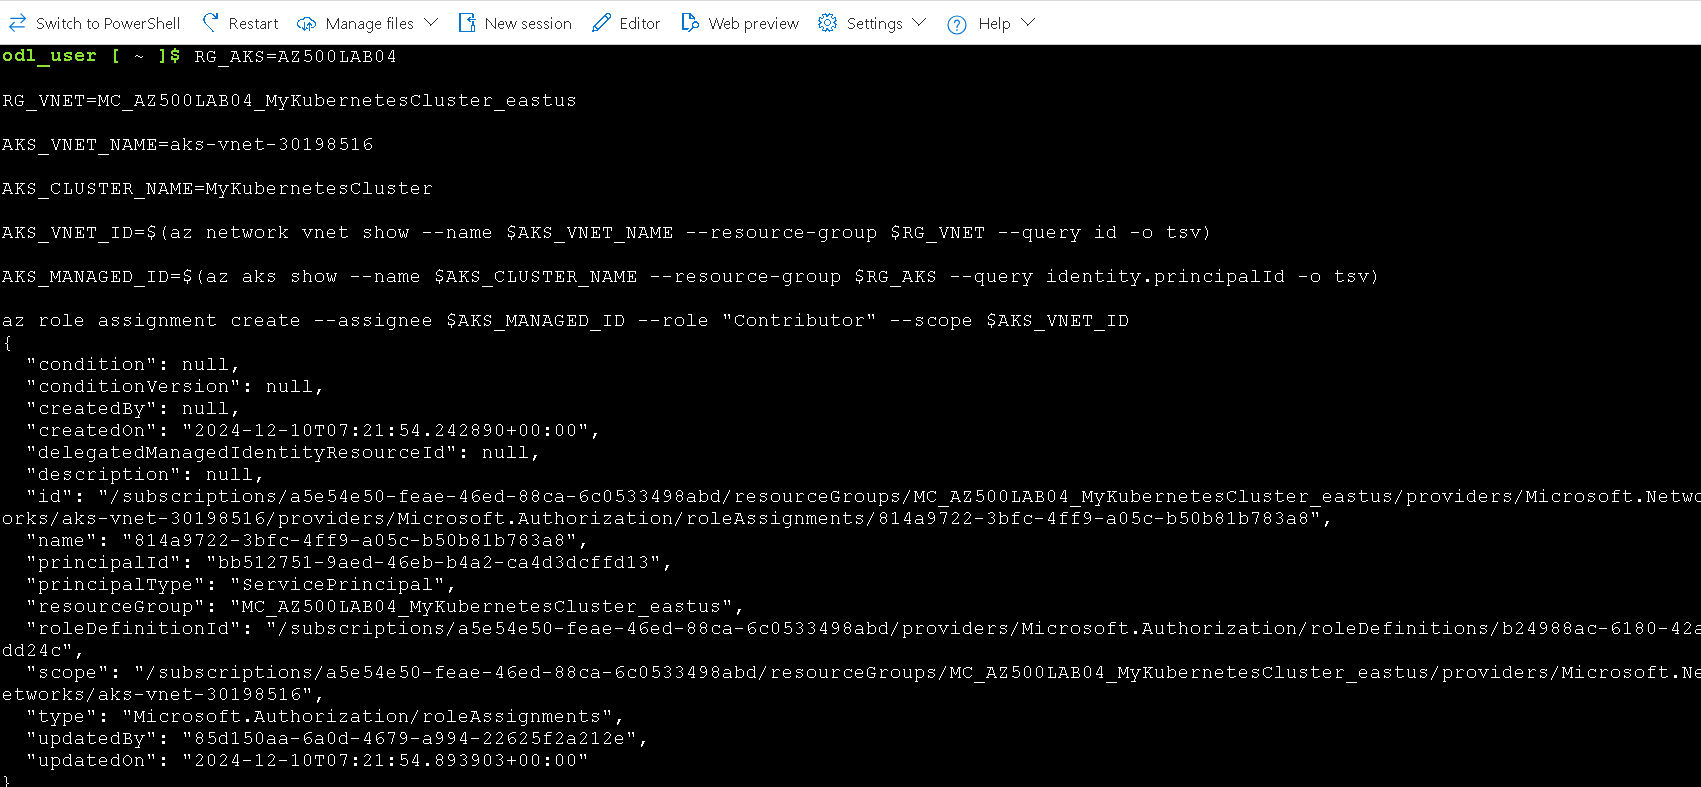 Switch to PowerShell Restart Manage files New session Editor Web preview Settings Help
odl_user [ ~ ]$ RG_AKS=AZ500LAB04
RG_VNET=MC_AZ500LAB04_MyKubernetesCluster_eastus
AKS_VNET_NAME=aks-vnet-30198516
AKS_CLUSTER_NAME=MyKubernetesCluster
AKS_VNET_ID=$(az network vnet show --name $AKS_VNET_NAME --resource-group $RG_VNET --query id -o tsv)
AKS_MANAGED_ID=$(az aks show --name $AKS_CLUSTER_NAME --resource-group $RG_AKS --query identity.principalId -o tsv)
az role assignment create --assignee $AKS_MANAGED_ID --role "Contributor" --scope $AKS_VNET_ID
{
  "condition": null,
  "conditionVersion": null,
  "createdBy": null,
  "createdOn": "2024-12-10T07:21:54.242890+00:00",
  "delegatedManagedIdentityResourceId": null,
  "description": null,
  "id": "/subscriptions/a5e54e50-feae-46ed-88ca-6c0533498abd/resourceGroups/MC_AZ500LAB04_MyKubernetesCluster_eastus/providers/Microsoft.Netwo
orks/aks-vnet-30198516/providers/Microsoft.Authorization/roleAssignments/814a9722-3bfc-4ff9-a05c-b50b81b783a8",
  "name": "814a9722-3bfc-4ff9-a05c-b50b81b783a8",
  "principalId": "bb512751-9aed-46eb-b4a2-ca4d3dcffd13",
  "principalType": "ServicePrincipal",
  "resourceGroup": "MC_AZ500LAB04_MyKubernetesCluster_eastus",
  "roleDefinitionId": "/subscriptions/a5e54e50-feae-46ed-88ca-6c0533498abd/providers/Microsoft.Authorization/roleDefinitions/b24988ac-6180-42a
dd24c",
  "scope": "/subscriptions/a5e54e50-feae-46ed-88ca-6c0533498abd/resourceGroups/MC_AZ500LAB04_MyKubernetesCluster_eastus/providers/Microsoft.Ne
etworks/aks-vnet-30198516",
  "type": "Microsoft.Authorization/roleAssignments",
  "updatedBy": "85d150aa-6a0d-4679-a994-22625f2a212e",
  "updatedOn": "2024-12-10T07:21:54.893903+00:00"
}